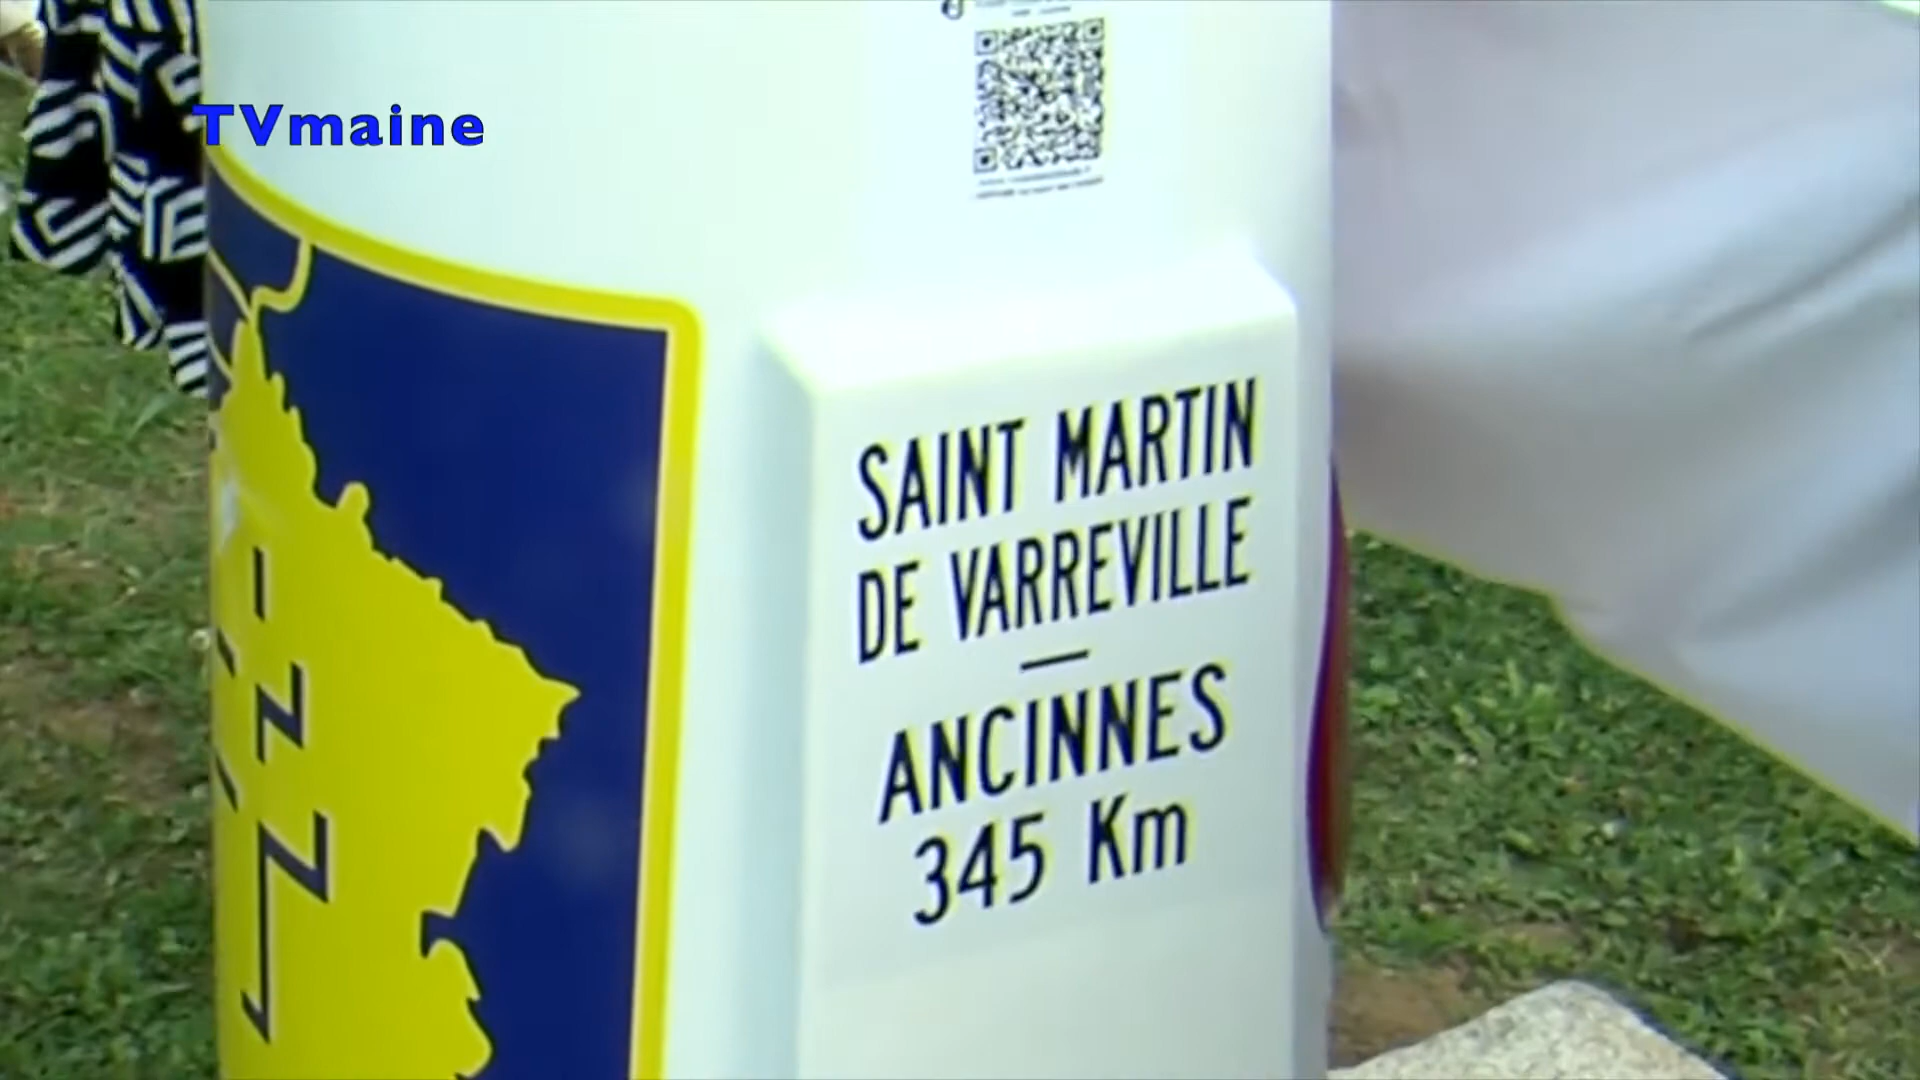 TVmaine
SAINT MARTIN
DE VARREVILLE
—
ANCINNES
345 Km